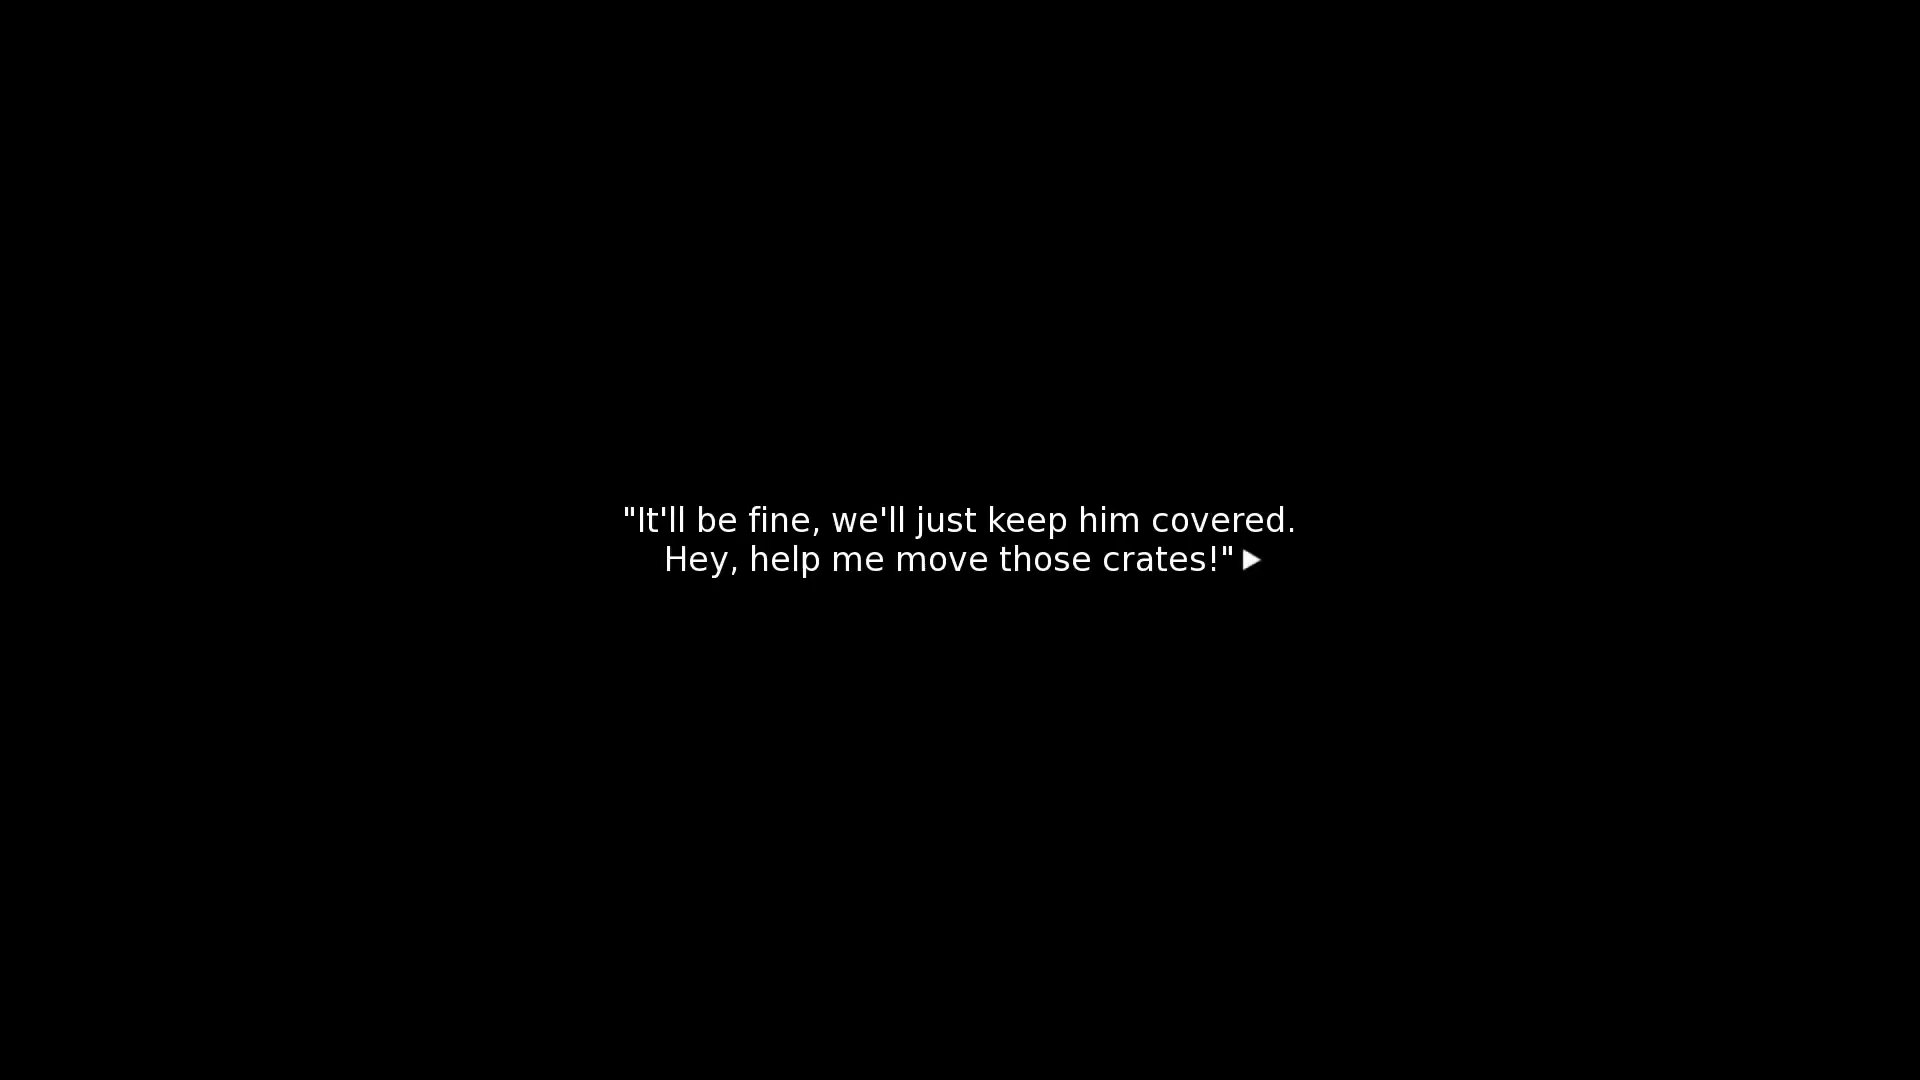 "It'll be fine, we'll just keep him covered.
Hey, help me move those crates!"